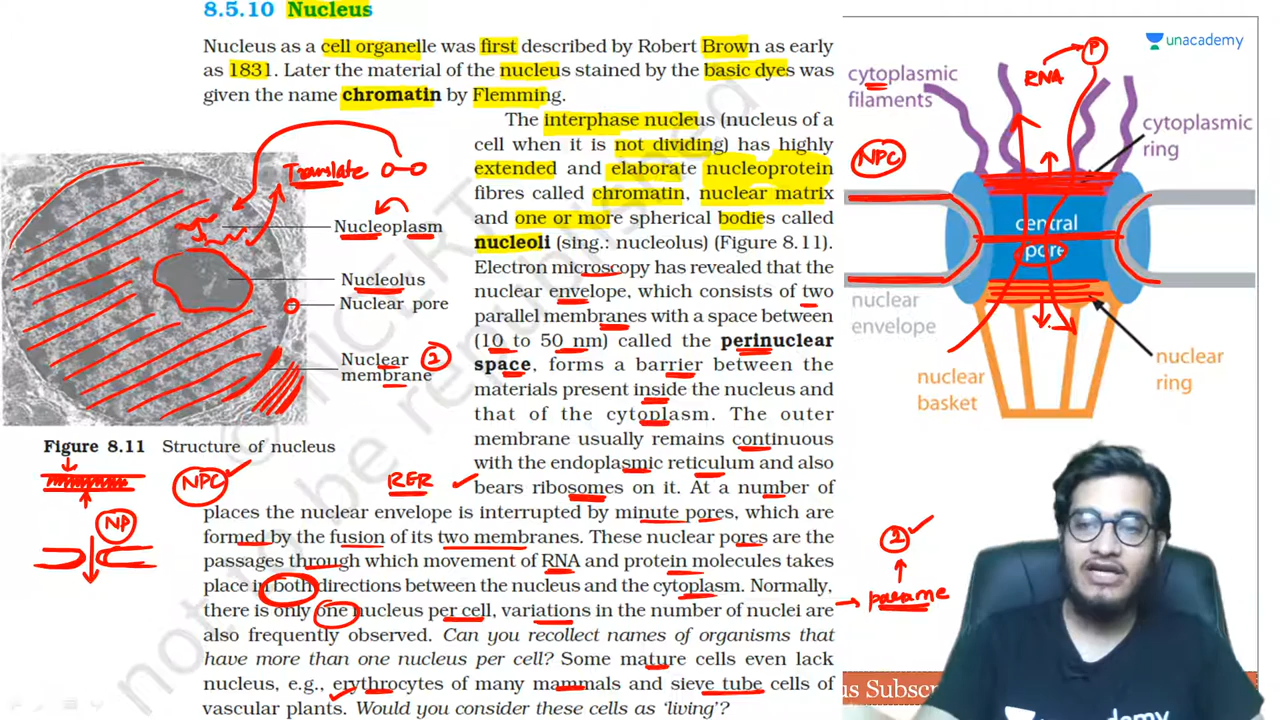 8.5.10 Nucleus
Nucleus as a cell organelle was first described by Robert Brown as early
as 1831. Later the material of the nucleus stained by the basic dyes was
given the name chromatin by Flemming.
The interphase nucleus (nucleus of a
cell when it is not dividing) has highly
extended and elaborate nucleoprotein
fibres called chromatin, nuclear matrix
and one or more spherical bodies called
nucleoli (sing.: nucleolus) (Figure 8.11).
Electron microscopy has revealed that the
nuclear envelope, which consists of two
parallel membranes with a space between
(10 to 50 nm) called the perinuclear
space, forms a barrier between the
materials present inside the nucleus and
that of the cytoplasm. The outer
membrane usually remains continuous
with the endoplasmic reticulum and also
bears ribosomes on it. At a number of
places the nuclear envelope is interrupted by minute pores, which are
formed by the fusion of its two membranes. These nuclear pores are the
passages through which movement of RNA and protein molecules takes
place in both directions between the nucleus and the cytoplasm. Normally,
there is only one nucleus per cell, variations in the number of nuclei are
also frequently observed. Can you recollect names of organisms that
have more than one nucleus per cell? Some mature cells even lack
nucleus, e.g., erythrocytes of many mammals and sieve tube cells of
vascular plants. Would you consider these cells as 'living'?
Translate
Nucleoplasm
Nucleolus
Nuclear pore
Nuclear
membrane
2
Figure 8.11 Structure of nucleus
NPC
RER
NP
© NCERT
not to be republished
unacademy
P
RNA
cytoplasmic
filaments
NPC
cytoplasmic
ring
central
pore
nuclear
envelope
nuclear
basket
nuclear
ring
2
us Subsc
unacademy